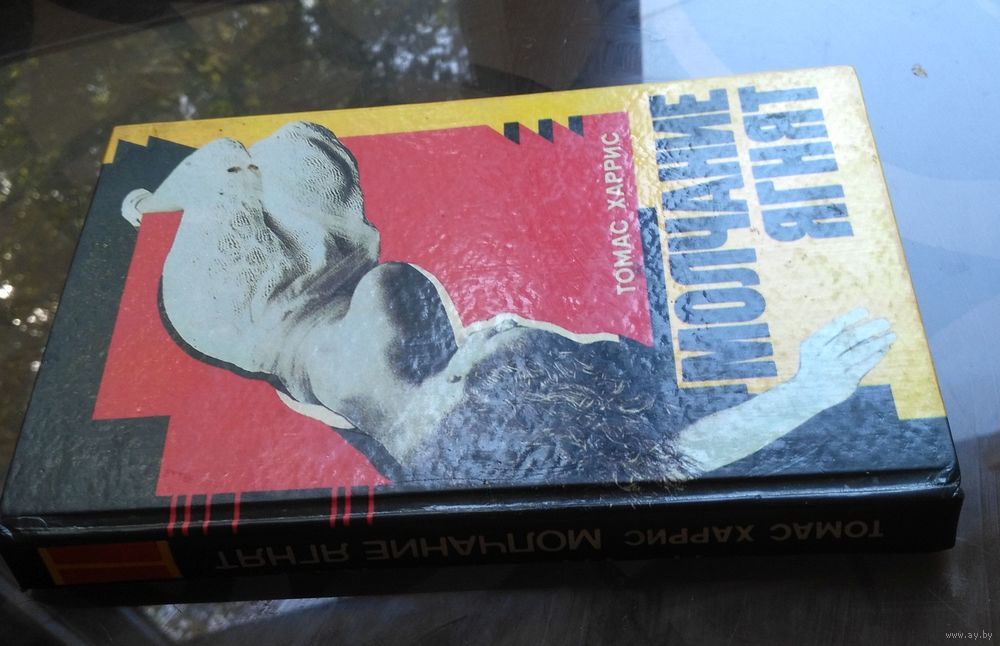 ТОМАС ХАРРИС
МОЛЧАНИЕ
ЯГНЯТ
ТОМАС ХАРРИС МОЛЧАНИЕ ЯГНЯТ
www.ay.by